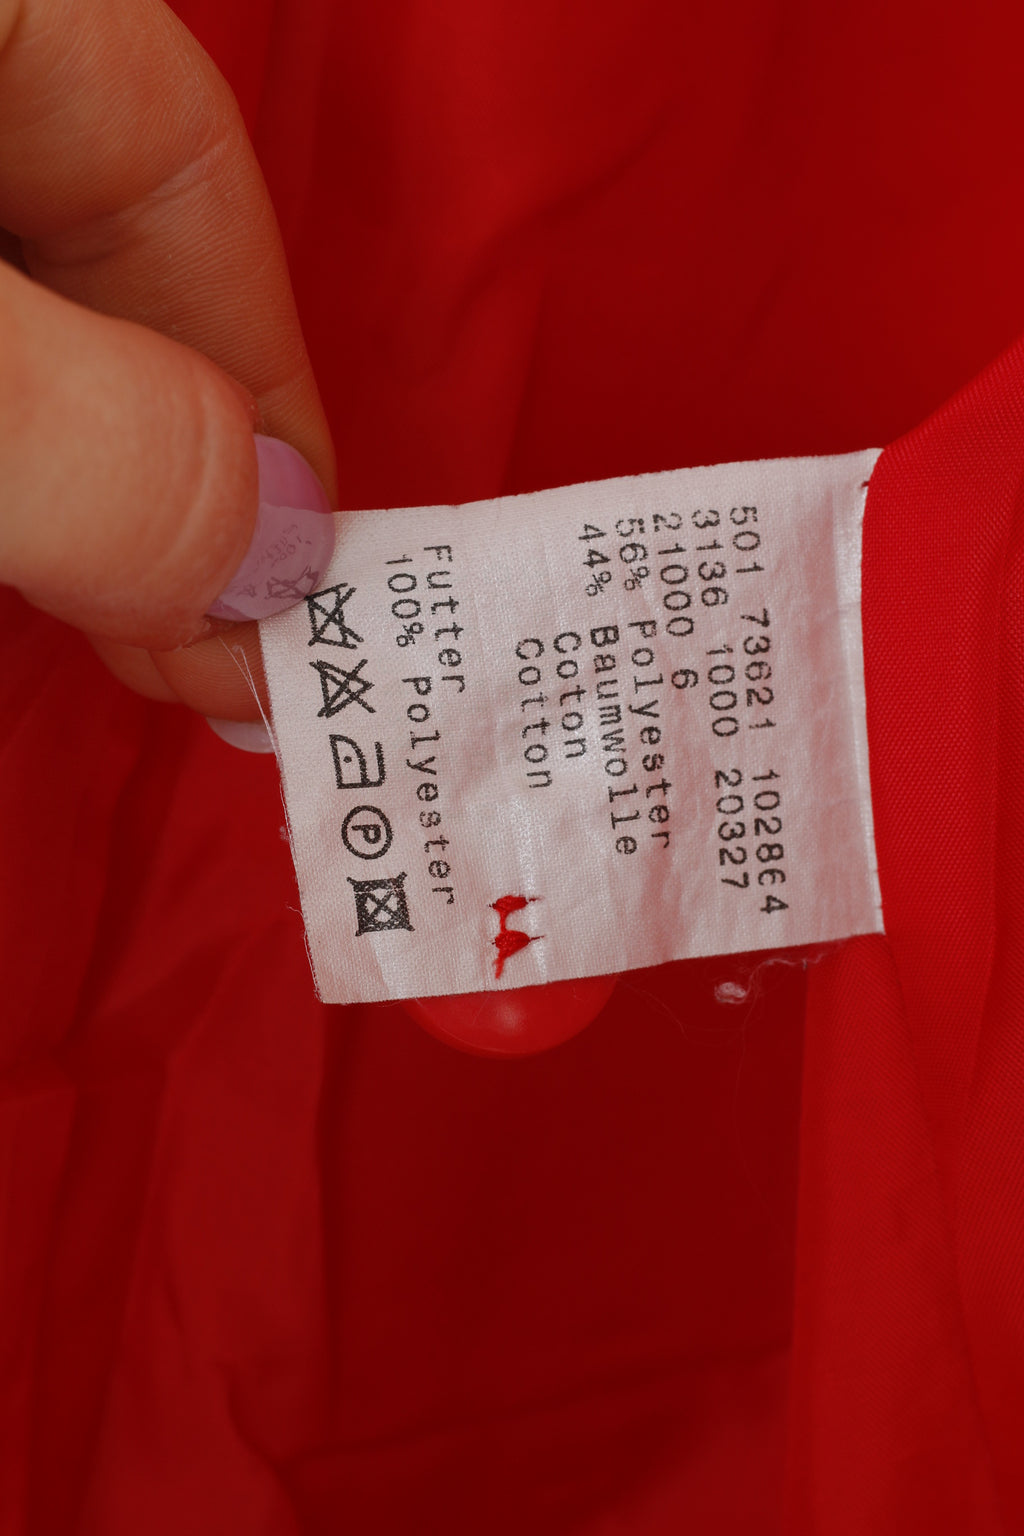 501 73621 102864
3136 1000 20327
21000 6
56% Polyester
44% Baumwolle
Coton
Cotton
Futter
100% Polyester
P